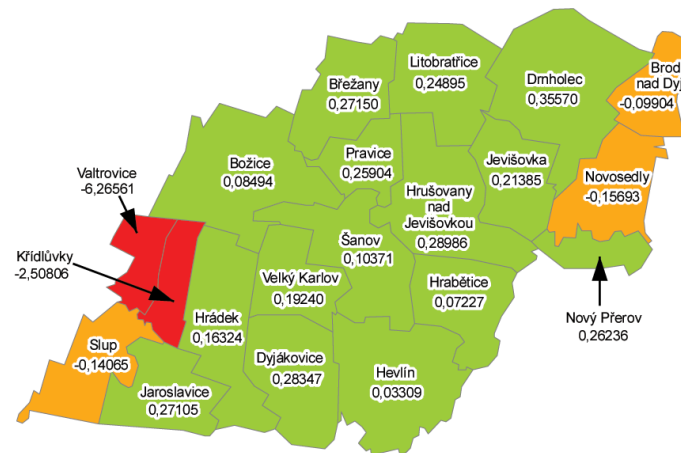 Litobratřice
0,24895
Drnholec
0,35570
Brod
nad Dyj
-0,09904
Břežany
0,27150
Pravice
0,25904
Jevišovka
0,21385
Novosedly
-0,15693
Božice
0,08494
Valtrovice
-6,26561
Hrušovany
nad
Jevišovkou
0,28986
Křídlůvky
-2,50806
Šanov
0,10371
Velký Karlov
0,19240
Hrabětice
0,07227
Nový Přerov
0,26236
Hrádek
0,16324
Slup
-0,14065
Dyjákovice
0,28347
Hevlín
0,03309
Jaroslavice
0,27105